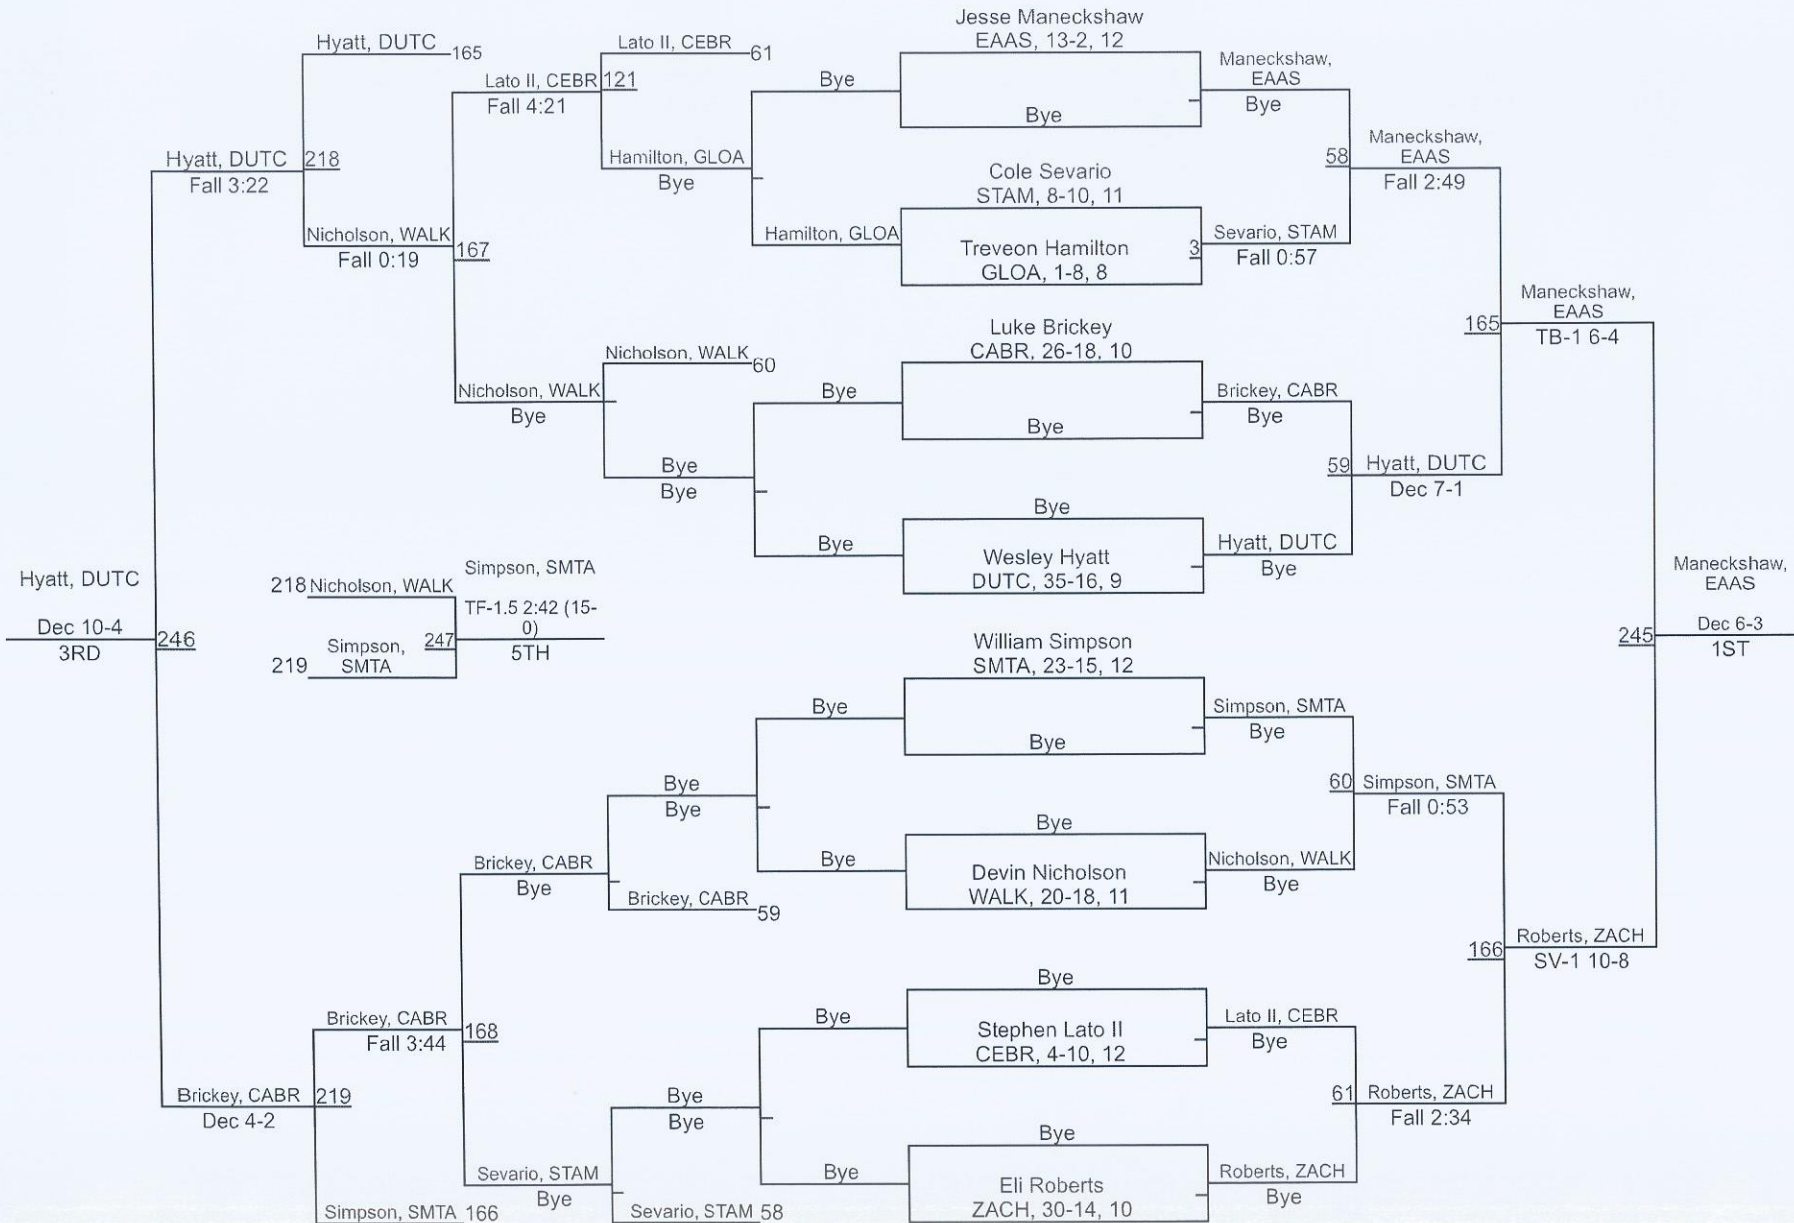 Jesse Maneckshaw
EAAS, 13-2, 12
Hyatt, DUTC
165
Lato II, CEBR
61
Maneckshaw,
EAAS
Bye
Lato II, CEBR
121
Fall 4:21
Bye
Bye
Maneckshaw,
EAAS
58
Fall 2:49
Hyatt, DUTC
218
Fall 3:22
Hamilton, GLOA
Bye
Cole Sevario
STAM, 8-10, 11
Nicholson, WALK
167
Fall 0:19
Hamilton, GLOA
Treveon Hamilton
GLOA, 1-8, 8
3
Sevario, STAM
Fall 0:57
Maneckshaw,
EAAS
165
TB-1 6-4
Luke Brickey
CABR, 26-18, 10
Nicholson, WALK
60
Nicholson, WALK
Bye
Bye
Bye
Brickey, CABR
Bye
Bye
Bye
59
Hyatt, DUTC
Dec 7-1
Bye
Bye
Wesley Hyatt
DUTC, 35-16, 9
Hyatt, DUTC
Bye
Hyatt, DUTC
Dec 10-4
3RD
246
218
Nicholson, WALK
Simpson, SMTA
TF-1.5 2:42 (15-
0)
5TH
247
219
Simpson,
SMTA
Maneckshaw,
EAAS
245
Dec 6-3
1ST
William Simpson
SMTA, 23-15, 12
Bye
Bye
Simpson, SMTA
Bye
Bye
Bye
60
Simpson, SMTA
Fall 0:53
Bye
Brickey, CABR
Bye
Brickey, CABR
59
Bye
Devin Nicholson
WALK, 20-18, 11
Nicholson, WALK
Bye
166
Roberts, ZACH
SV-1 10-8
Bye
Brickey, CABR
168
Fall 3:44
Bye
Stephen Lato II
CEBR, 4-10, 12
Lato II, CEBR
Bye
Brickey, CABR
219
Dec 4-2
Bye
Bye
61
Roberts, ZACH
Fall 2:34
Bye
Sevario, STAM
Bye
Bye
Eli Roberts
ZACH, 30-14, 10
Roberts, ZACH
Bye
Simpson, SMTA
166
Sevario, STAM
58